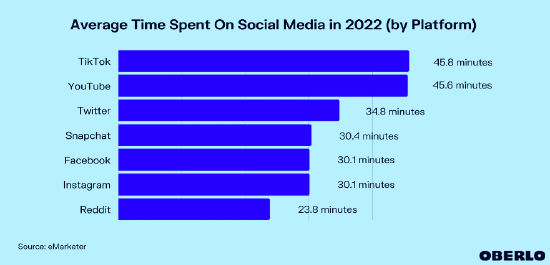 Average Time Spent On Social Media in 2022 (by Platform)
TikTok 45.8 minutes
YouTube 45.6 minutes
Twitter 34.8 minutes
Snapchat 30.4 minutes
Facebook 30.1 minutes
Instagram 30.1 minutes
Reddit 23.8 minutes
Source: eMarketer
OBERLO